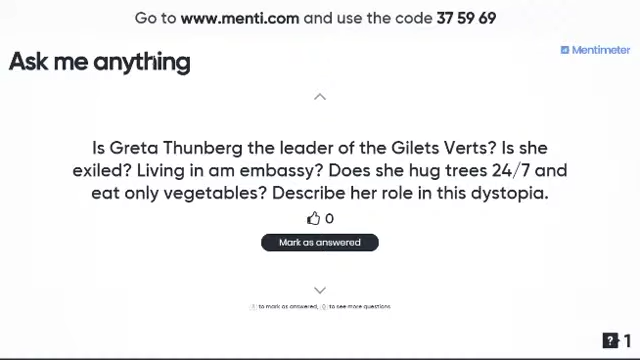 Go to www.menti.com and use the code 37 59 69
Mentimeter
Ask me anything
Is Greta Thunberg the leader of the Gilets Verts? Is she
exiled? Living in am embassy? Does she hug trees 24/7 and
eat only vegetables? Describe her role in this dystopia.
0
Mark as answered
to mark as answered, to see more questions
? 1